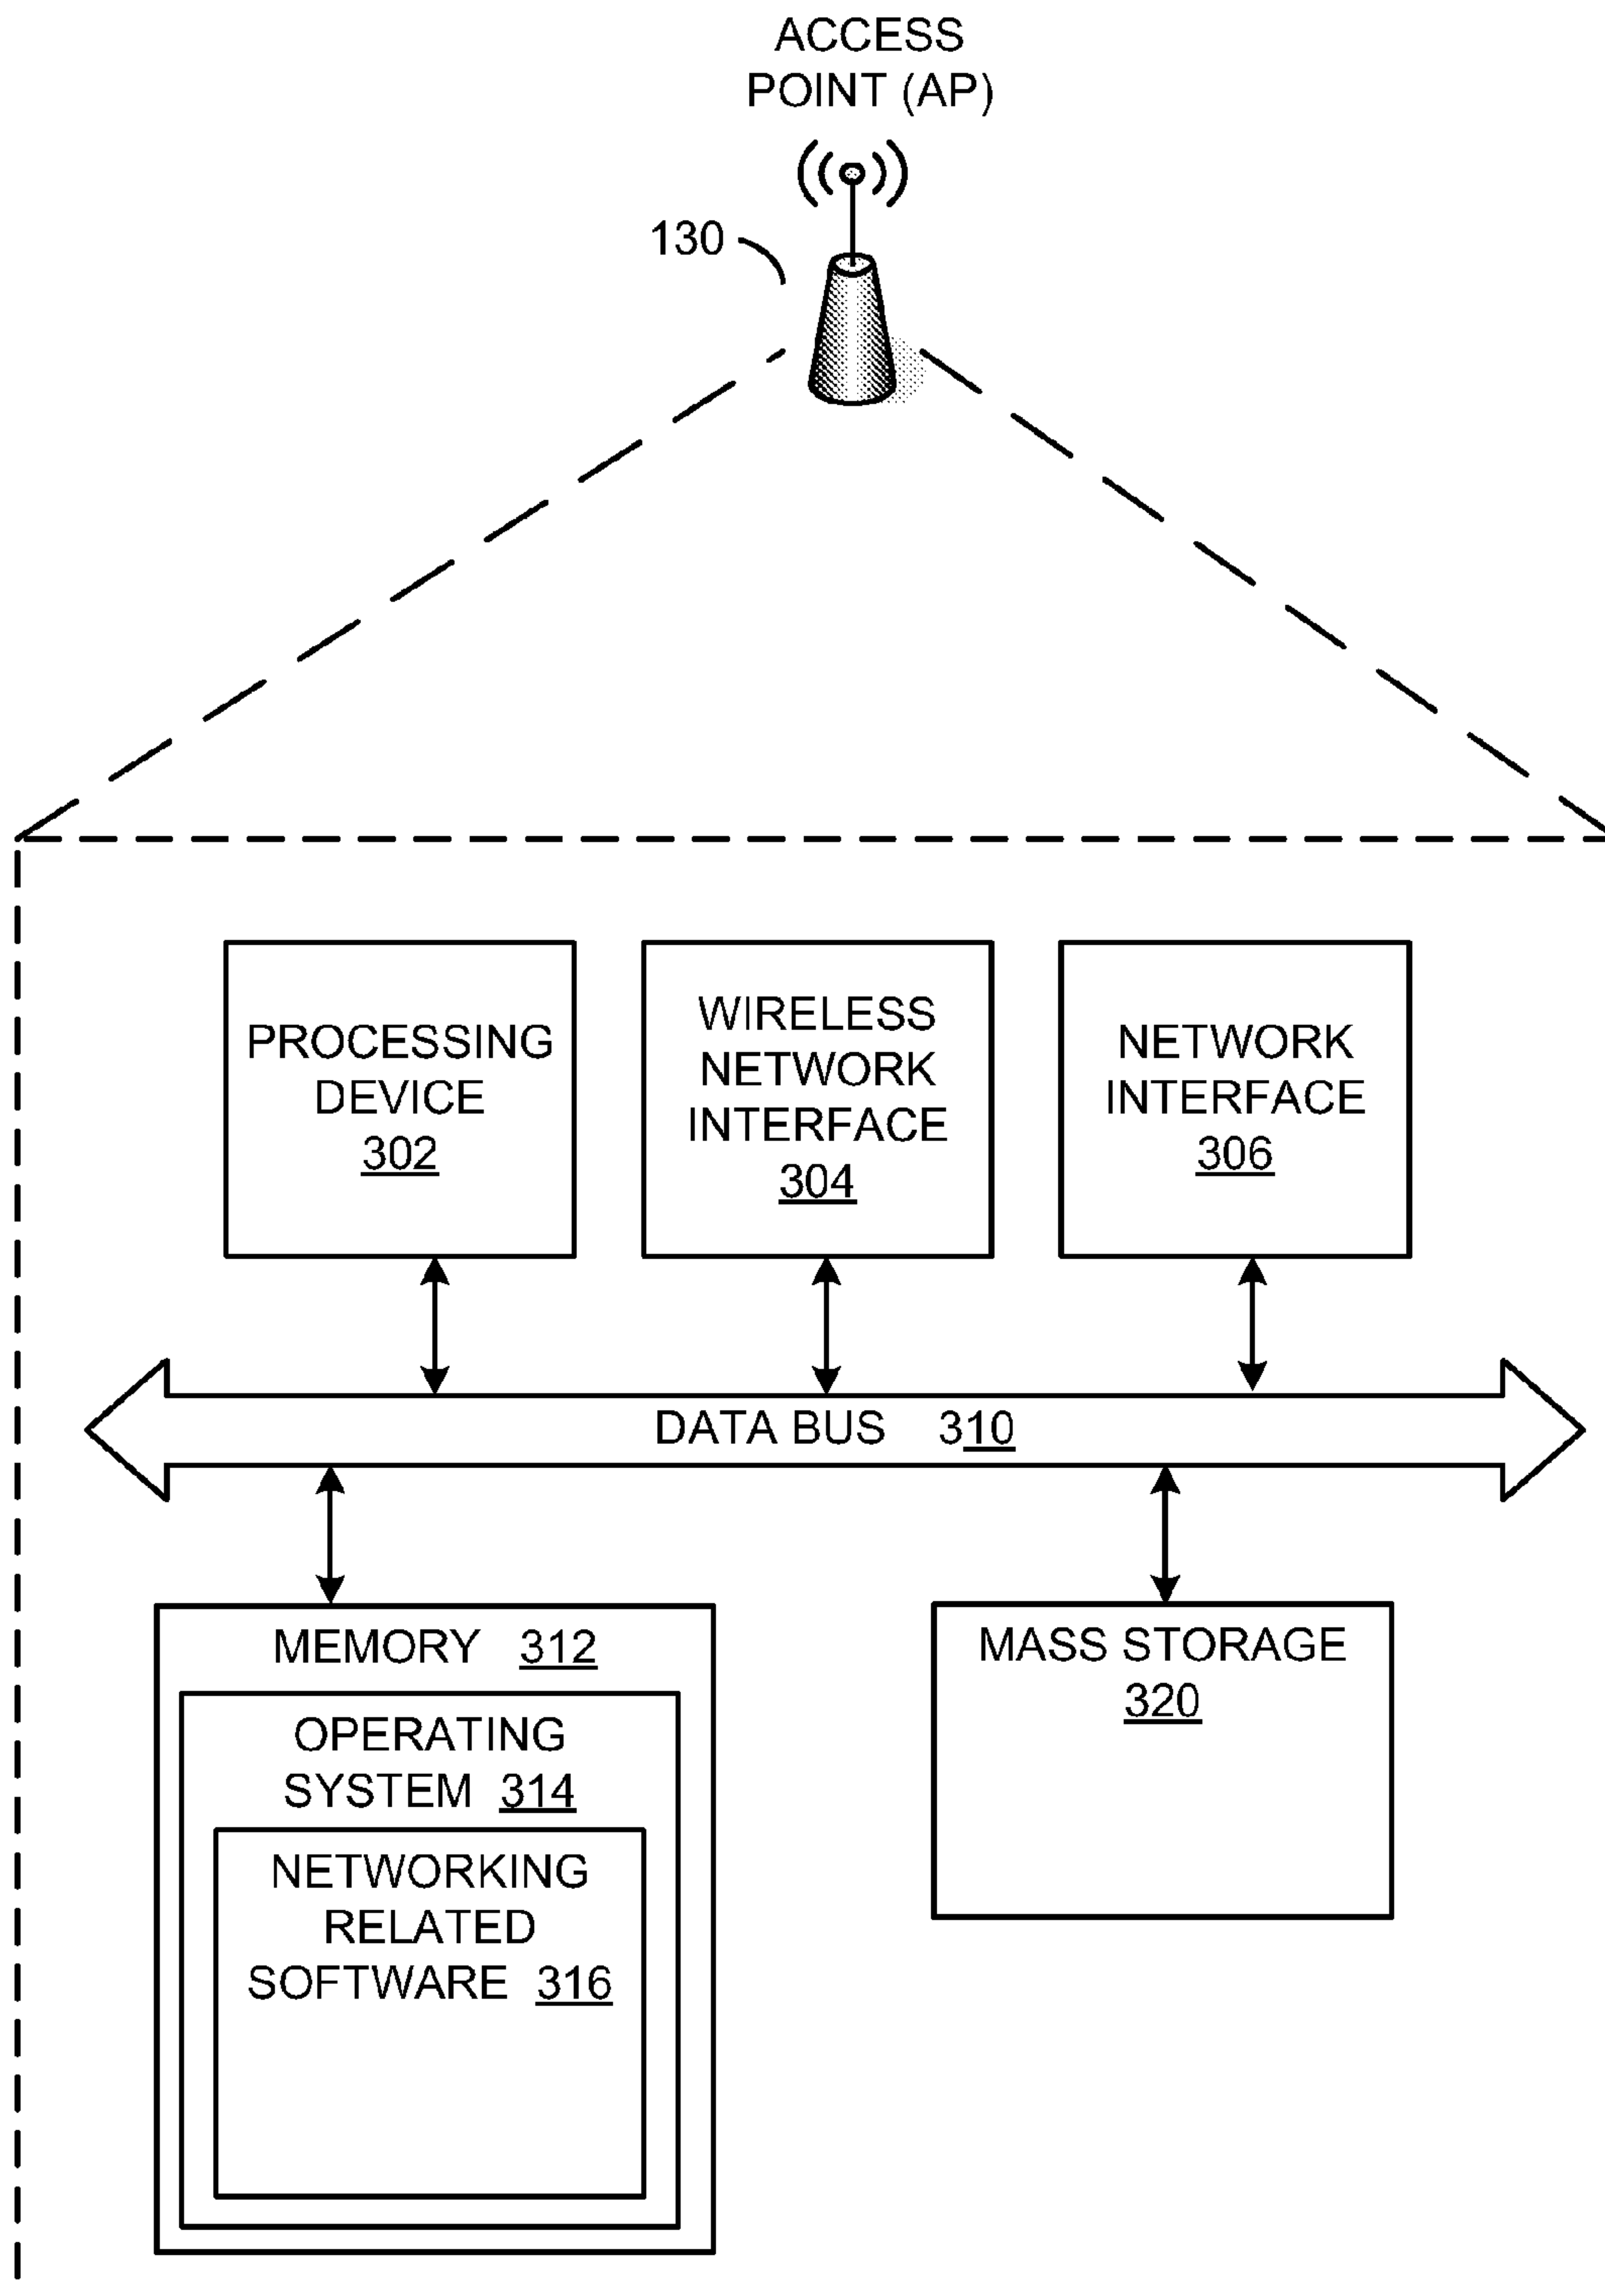 ACCESS
POINT (AP)
130
PROCESSING
DEVICE
302
WIRELESS
NETWORK
INTERFACE
304
NETWORK
INTERFACE
306
DATA BUS 310
MEMORY 312
OPERATING
SYSTEM 314
NETWORKING
RELATED
SOFTWARE 316
MASS STORAGE
320